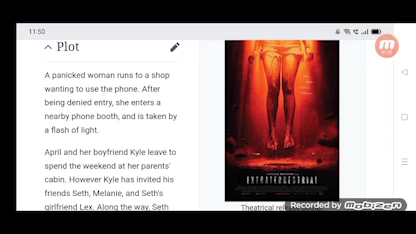 11:50
Plot
A panicked woman runs to a shop
wanting to use the phone. After
being denied entry, she enters a
nearby phone booth, and is taken by
a flash of light.
April and her boyfriend Kyle leave to
spend the weekend at her parents'
cabin. However Kyle has invited his
friends Seth, Melanie, and Seth's
girlfriend Lex. Along the way, Seth
EXTRATERRESTRIAL
Theatrical rele
Recorded by Mobizen